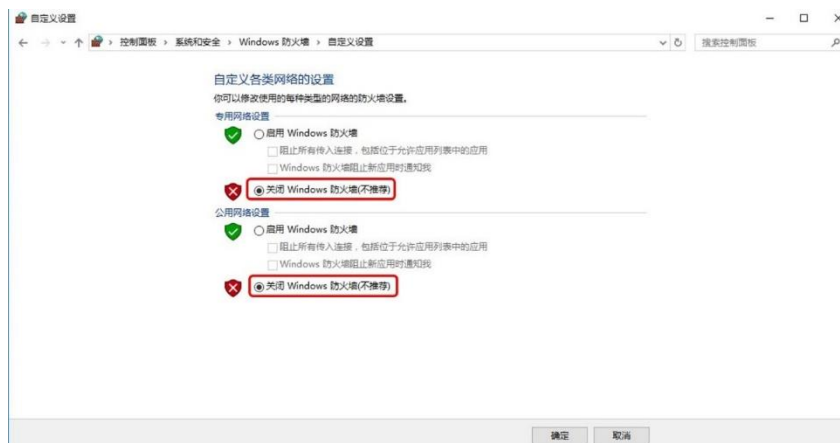 自定义设置
控制面板 › 系统和安全 › Windows 防火墙 › 自定义设置
搜索控制面板
自定义各类网络的设置
你可以修改使用的每种类型的网络的防火墙设置。
专用网络设置
启用 Windows 防火墙
阻止所有传入连接，包括位于允许应用列表中的应用
Windows 防火墙阻止新应用时通知我
关闭 Windows 防火墙(不推荐)
公用网络设置
启用 Windows 防火墙
阻止所有传入连接，包括位于允许应用列表中的应用
Windows 防火墙阻止新应用时通知我
关闭 Windows 防火墙(不推荐)
确定 取消